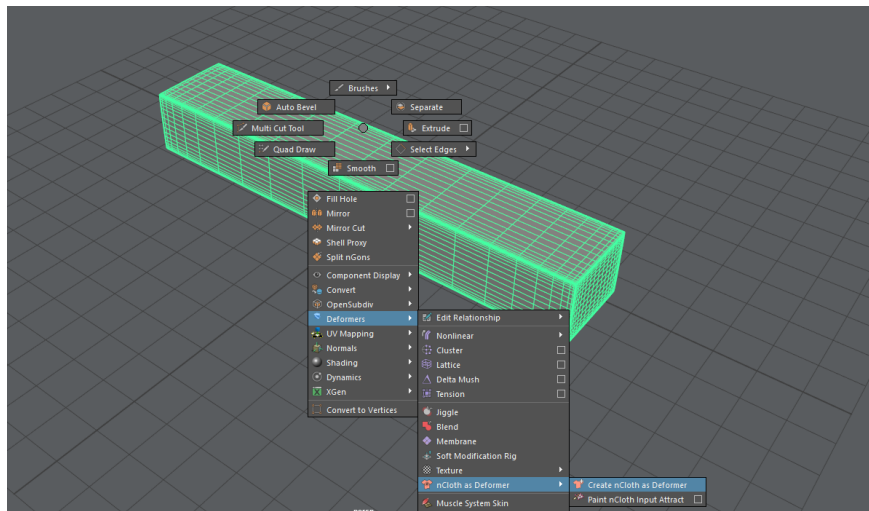 Brushes
Auto Bevel
Separate
Multi Cut Tool
Extrude
Quad Draw
Select Edges
Smooth
Fill Hole
Mirror
Mirror Cut
Shell Proxy
Split nGons
Component Display
Convert
OpenSubdiv
Deformers
UV Mapping
Normals
Shading
Dynamics
XGen
Convert to Vertices
Edit Relationship
Nonlinear
Cluster
Lattice
Delta Mush
Tension
Jiggle
Blend
Membrane
Soft Modification Rig
Texture
nCloth as Deformer
Muscle System Skin
Create nCloth as Deformer
Paint nCloth Input Attract